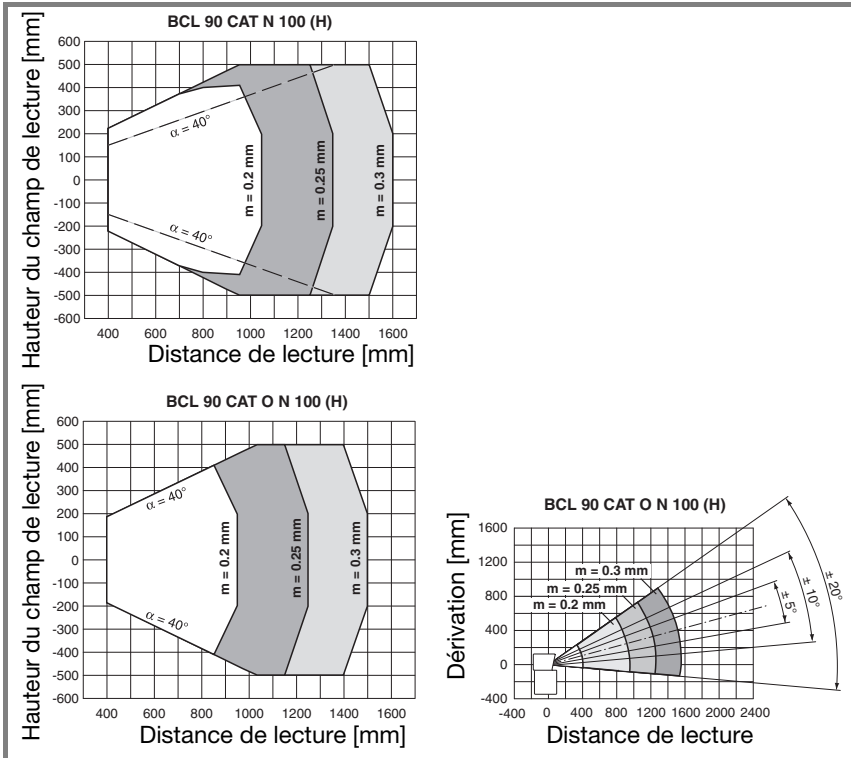 BCL 90 CAT N 100 (H)
Hauteur du champ de lecture [mm]
600
500
400
300
200
100
0
-100
-200
-300
-400
-500
-600
α = 40°
α = 40°
m = 0.2 mm
m = 0.25 mm
m = 0.3 mm
400 600 800 1000 1200 1400 1600
Distance de lecture [mm]
BCL 90 CAT O N 100 (H)
Hauteur du champ de lecture [mm]
600
500
400
300
200
100
0
-100
-200
-300
-400
-500
-600
α = 40°
α = 40°
m = 0.2 mm
m = 0.25 mm
m = 0.3 mm
400 600 800 1000 1200 1400 1600
Distance de lecture [mm]
BCL 90 CAT O N 100 (H)
Dérivation [mm]
1600
1200
800
400
0
-400
m = 0.3 mm
m = 0.25 mm
m = 0.2 mm
± 5°
± 10°
± 20°
-400 0 400 800 1200 1600 2000 2400
Distance de lecture